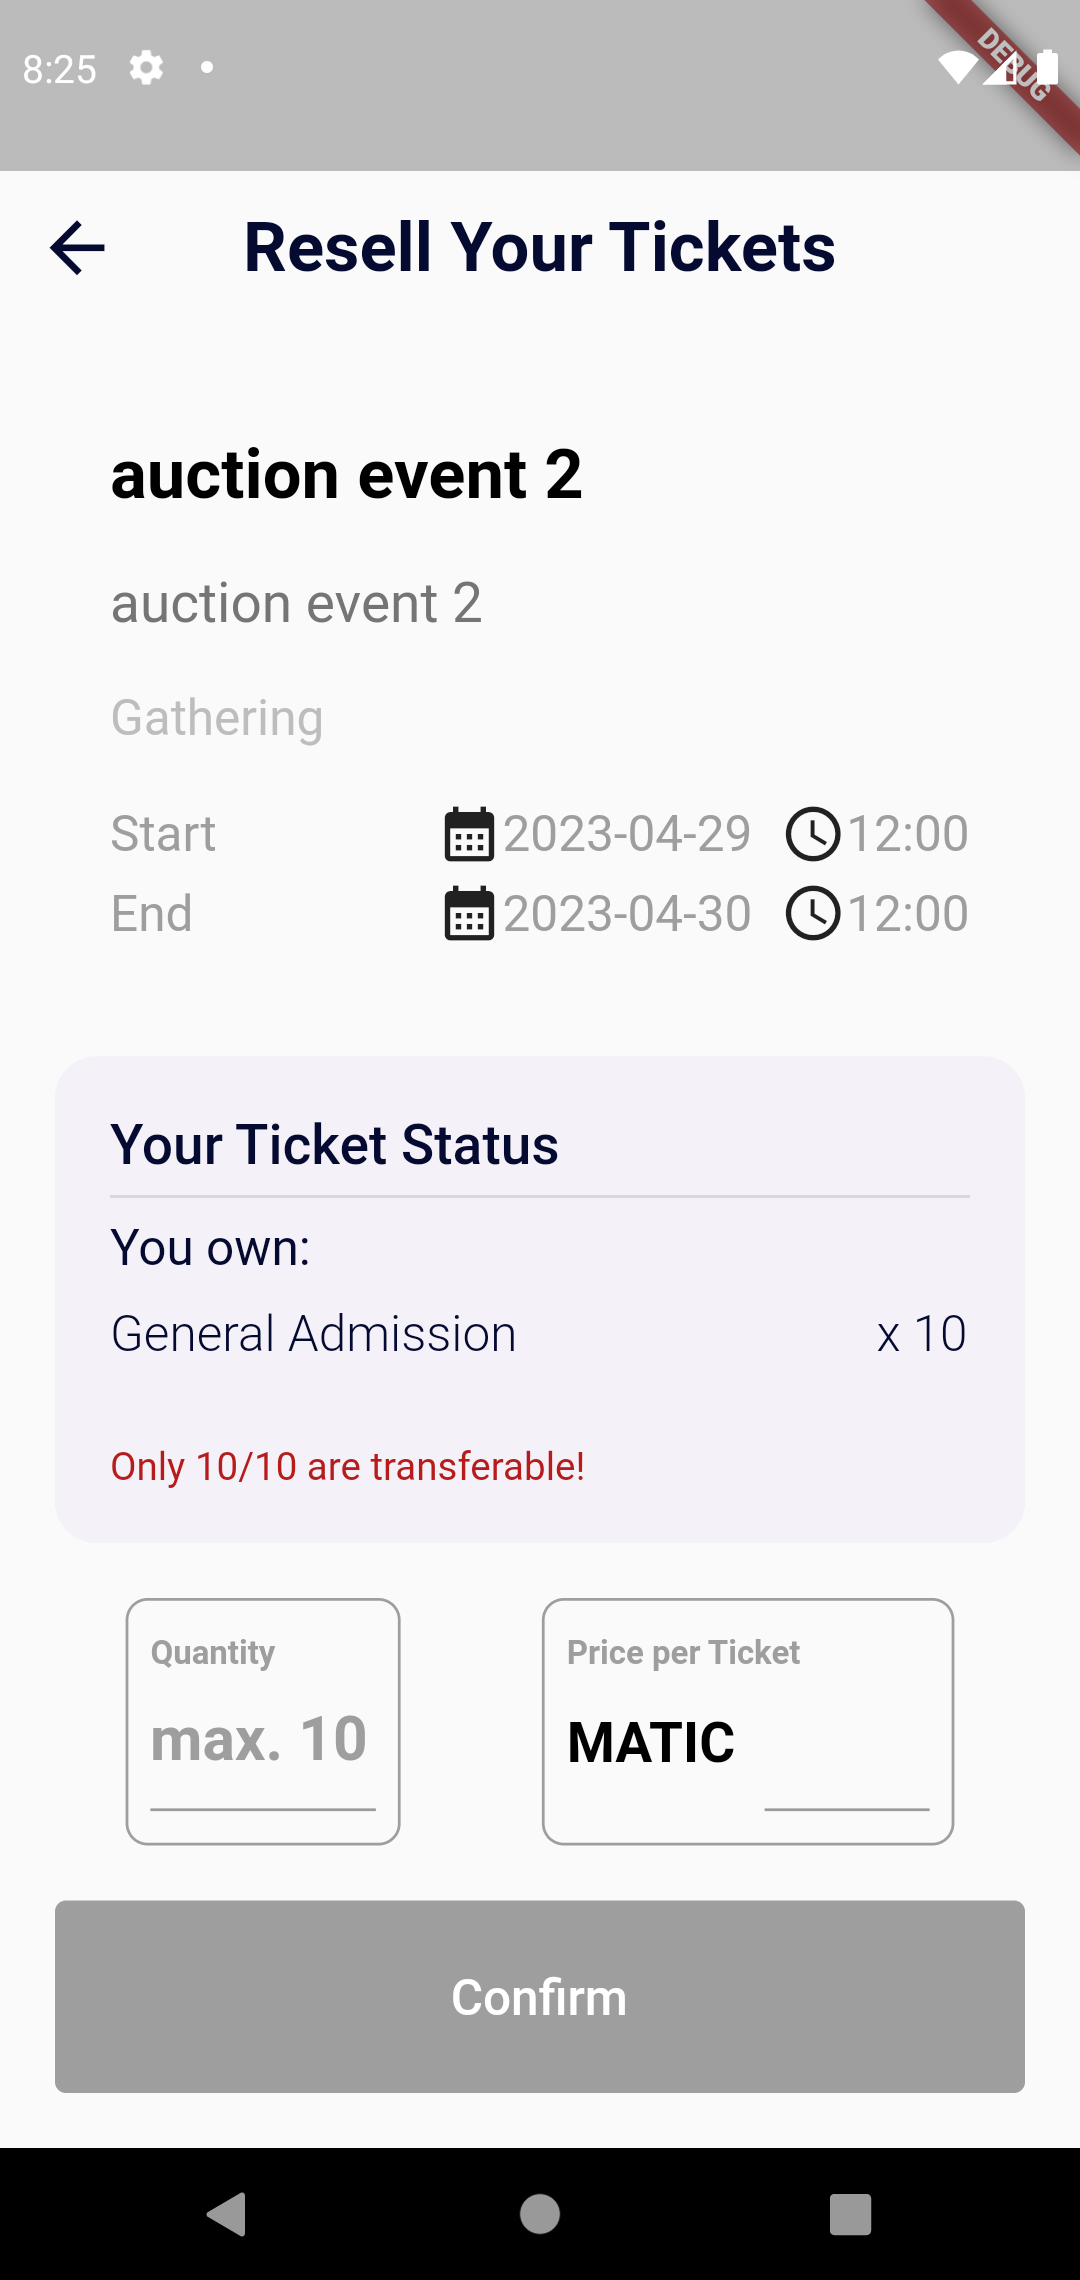 8:25
DEBUG
Resell Your Tickets
auction event 2
auction event 2
Gathering
Start 2023-04-29 12:00
End 2023-04-30 12:00
Your Ticket Status
You own:
General Admission x 10
Only 10/10 are transferable!
Quantity Price per Ticket
max. 10 MATIC
Confirm